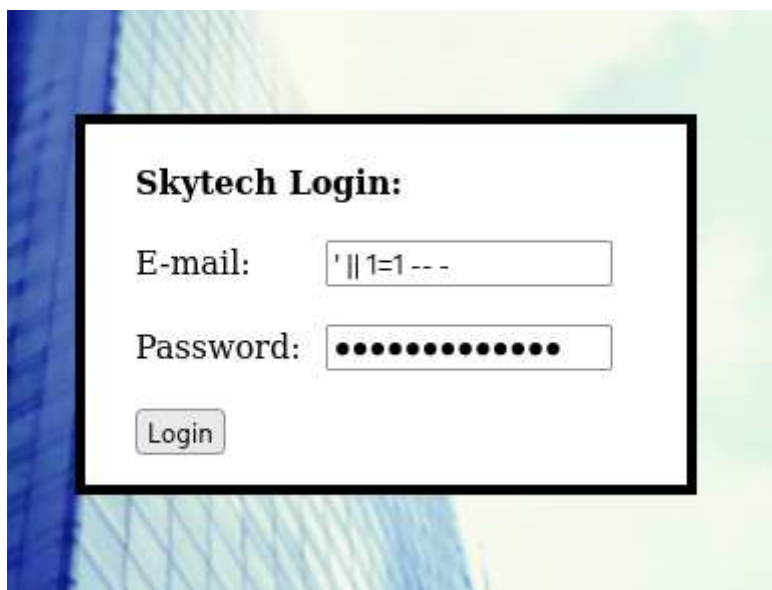 Skytech Login:
E-mail:
' || 1=1 -- -
Password:
●●●●●●●●●●●●●
Login